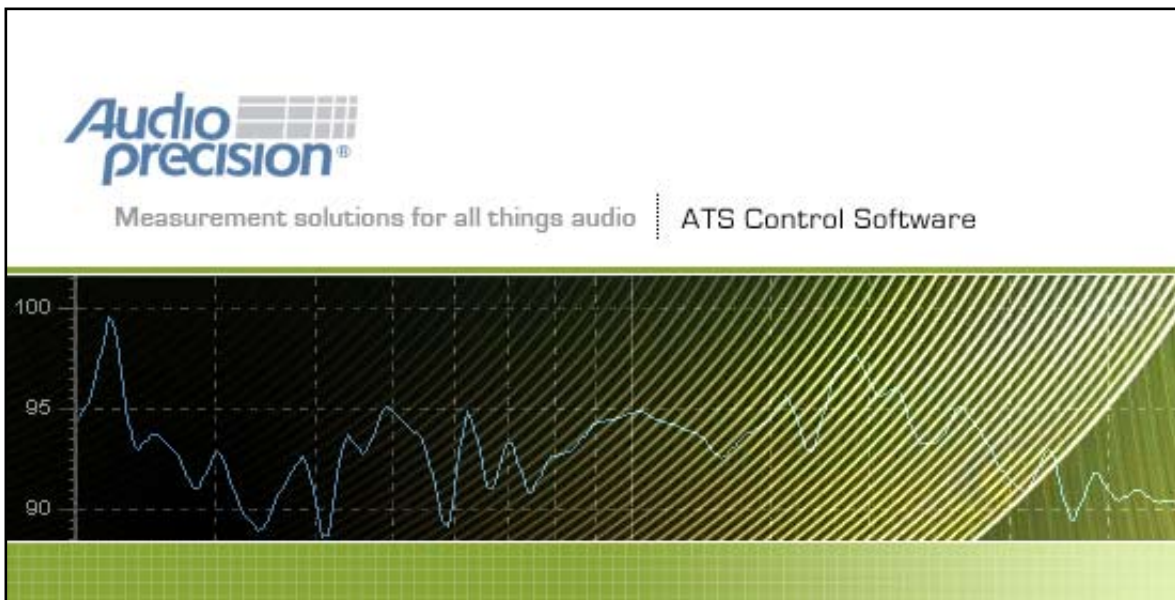 Audio
precision®
Measurement solutions for all things audio
ATS Control Software
100
95
90